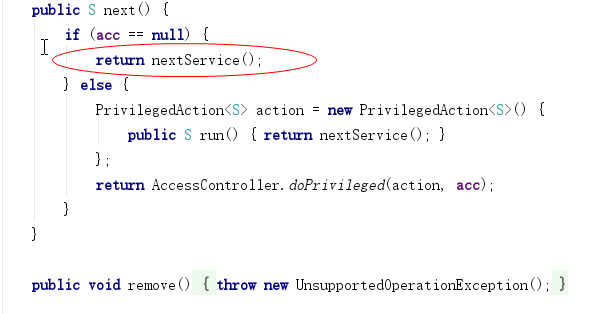 public S next() {
if (acc == null) {
return nextService();
} else {
PrivilegedAction<S> action = new PrivilegedAction<S>() {
public S run() { return nextService(); }
};
return AccessController.doPrivileged(action, acc);
}
}
public void remove() { throw new UnsupportedOperationException(); }